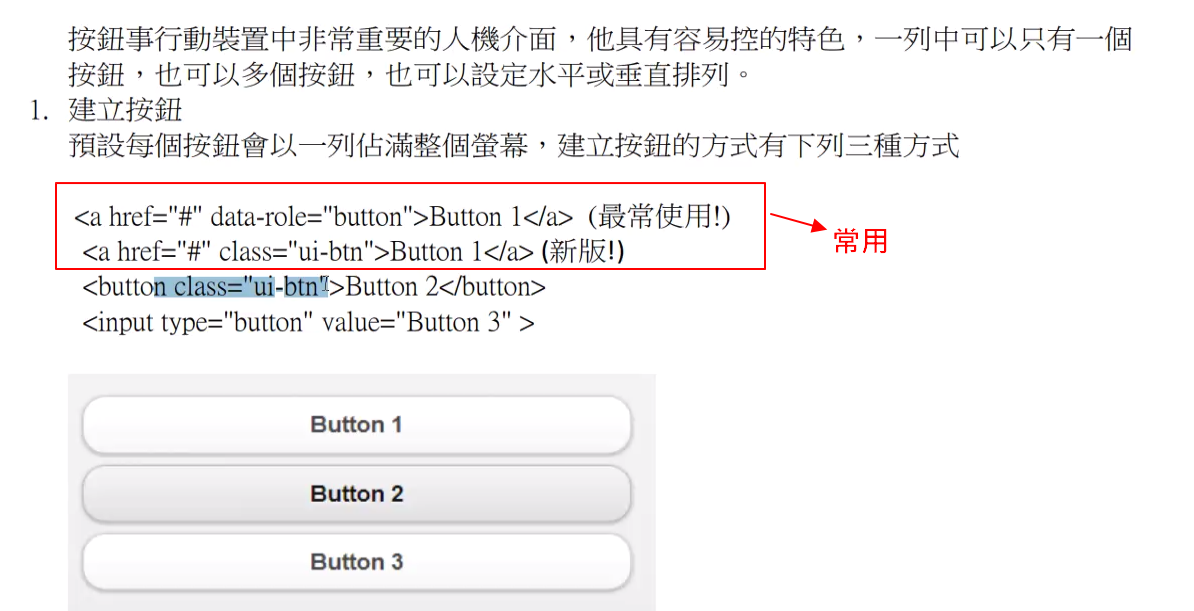 按鈕事行動裝置中非常重要的人機介面，他具有容易控的特色，一列中可以只有一個
按鈕，也可以多個按鈕，也可以設定水平或垂直排列。
1. 建立按鈕
預設每個按鈕會以一列佔滿整個螢幕，建立按鈕的方式有下列三種方式
<a href="#" data-role="button">Button 1</a> (最常使用!)
<a href="#" class="ui-btn">Button 1</a> (新版!)
常用
<button class="ui-btn">Button 2</button>
<input type="button" value="Button 3" >
Button 1
Button 2
Button 3